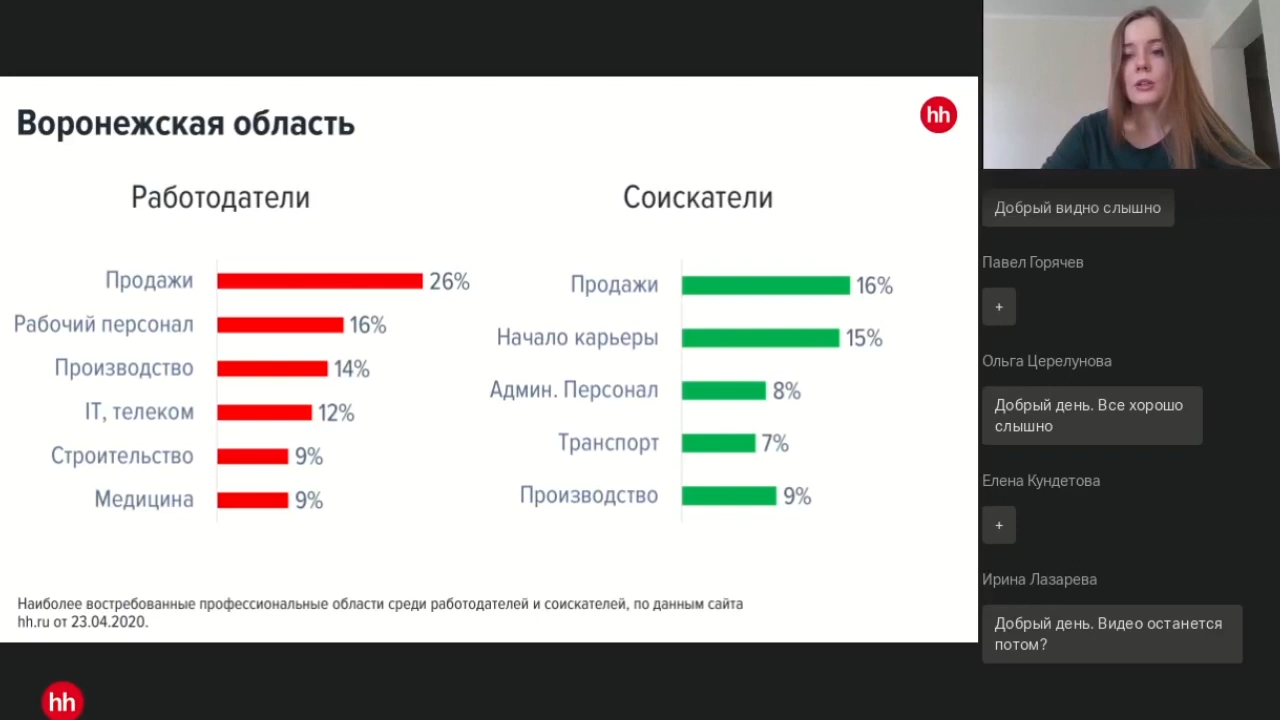 Воронежская область
hh
Работодатели
Продажи 26%
Рабочий персонал 16%
Производство 14%
IT, телеком 12%
Строительство 9%
Медицина 9%
Соискатели
Продажи 16%
Начало карьеры 15%
Админ. Персонал 8%
Транспорт 7%
Производство 9%
Наиболее востребованные профессиональные области среди работодателей и соискателей, по данным сайта
hh.ru от 23.04.2020.
hh
Добрый видно слышно
Павел Горячев
+
Ольга Церелунова
Добрый день. Все хорошо
слышно
Елена Кундетова
+
Ирина Лазарева
Добрый день. Видео останется
потом?